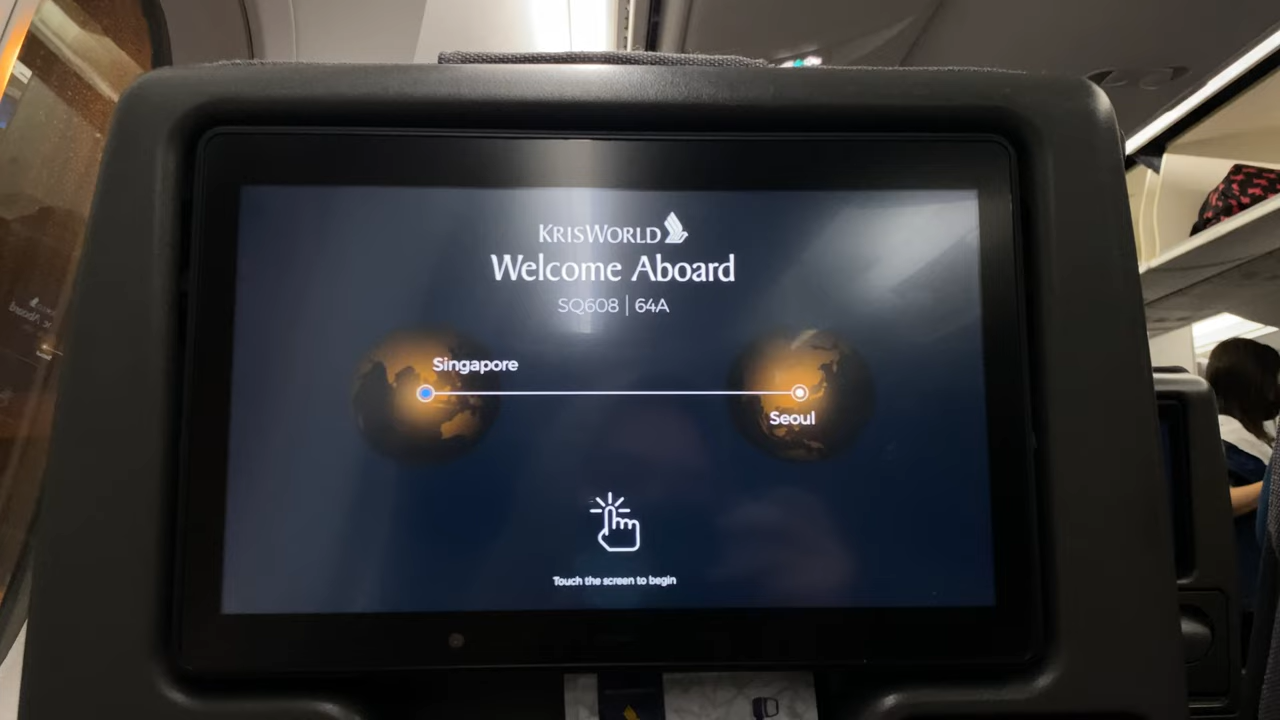 KRISWORLD
Welcome Aboard
SQ608 | 64A
Singapore
Seoul
Touch the screen to begin